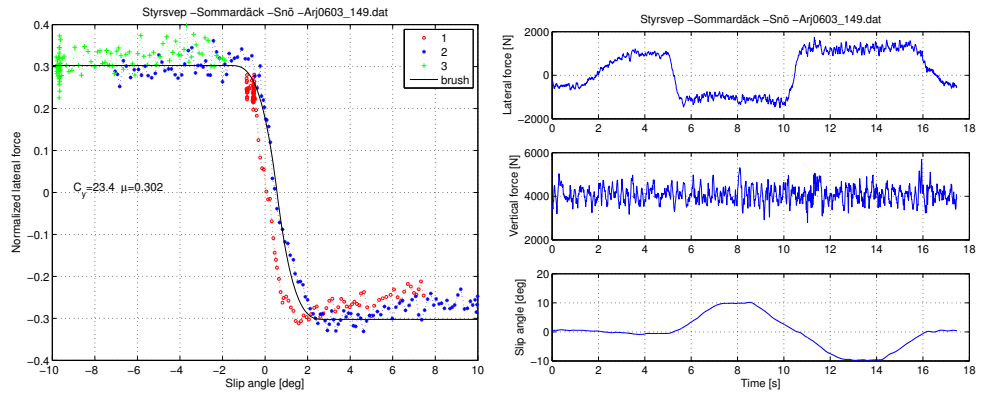 Styrsvep −Sommardäck −Snö −Arj0603_149.dat
0.4
0.3
0.2
0.1
0
−0.1
−0.2
−0.3
−0.4
Normalized lateral force
1
2
3
brush
C_y=23.4 μ=0.302
−10 −8 −6 −4 −2 0 2 4 6 8 10
Slip angle [deg]
Styrsvep −Sommardäck −Snö −Arj0603_149.dat
2000
0
−2000
Lateral force [N]
0 2 4 6 8 10 12 14 16 18
6000
4000
2000
Vertical force [N]
0 2 4 6 8 10 12 14 16 18
20
10
0
−10
Slip angle [deg]
0 2 4 6 8 10 12 14 16 18
Time [s]